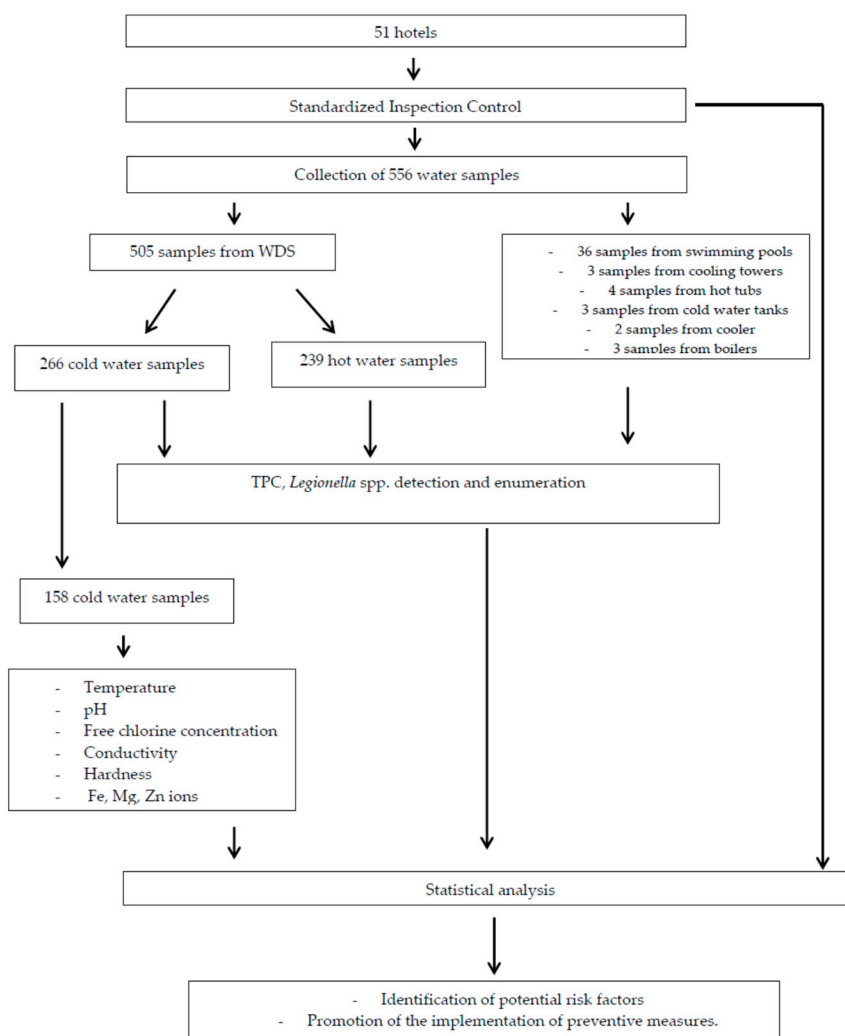 51 hotels
Standardized Inspection Control
Collection of 556 water samples
505 samples from WDS
- 36 samples from swimming pools
- 3 samples from cooling towers
- 4 samples from hot tubs
- 3 samples from cold water tanks
- 2 samples from cooler
- 3 samples from boilers
266 cold water samples
239 hot water samples
TPC, Legionella spp. detection and enumeration
158 cold water samples
- Temperature
- pH
- Free chlorine concentration
- Conductivity
- Hardness
- Fe, Mg, Zn ions
Statistical analysis
- Identification of potential risk factors
- Promotion of the implementation of preventive measures.